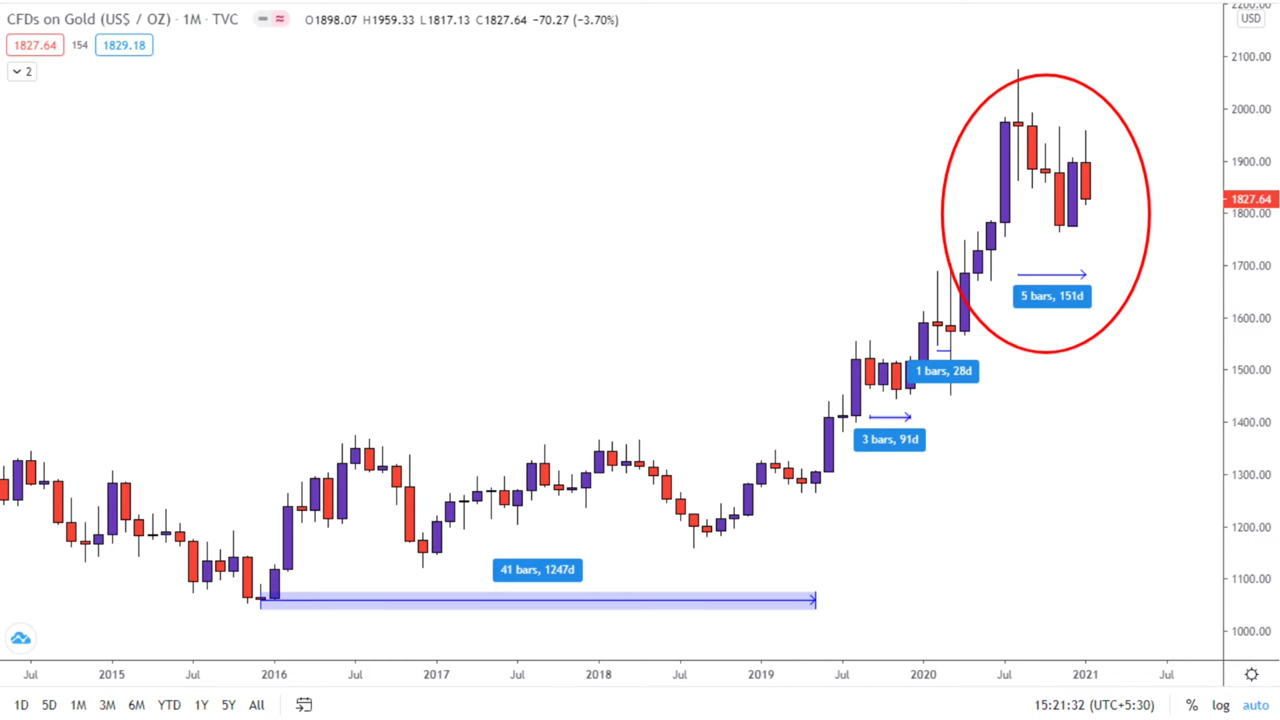 CFDs on Gold (US$ / OZ) · 1M · TVC O1898.07 H1959.33 L1817.13 C1827.64 −70.27 (−3.70%)
2200.00
USD
1827.64 154 1829.18
2
2100.00
2000.00
1900.00
1827.64
1800.00
1700.00
5 bars, 151d
1600.00
1 bars, 28d
1500.00
1400.00
3 bars, 91d
1300.00
1200.00
41 bars, 1247d
1100.00
1000.00
Jul 2015 Jul 2016 Jul 2017 Jul 2018 Jul 2019 Jul 2020 Jul 2021 Jul
1D 5D 1M 3M 6M YTD 1Y 5Y All 15:21:32 (UTC+5:30) % log auto